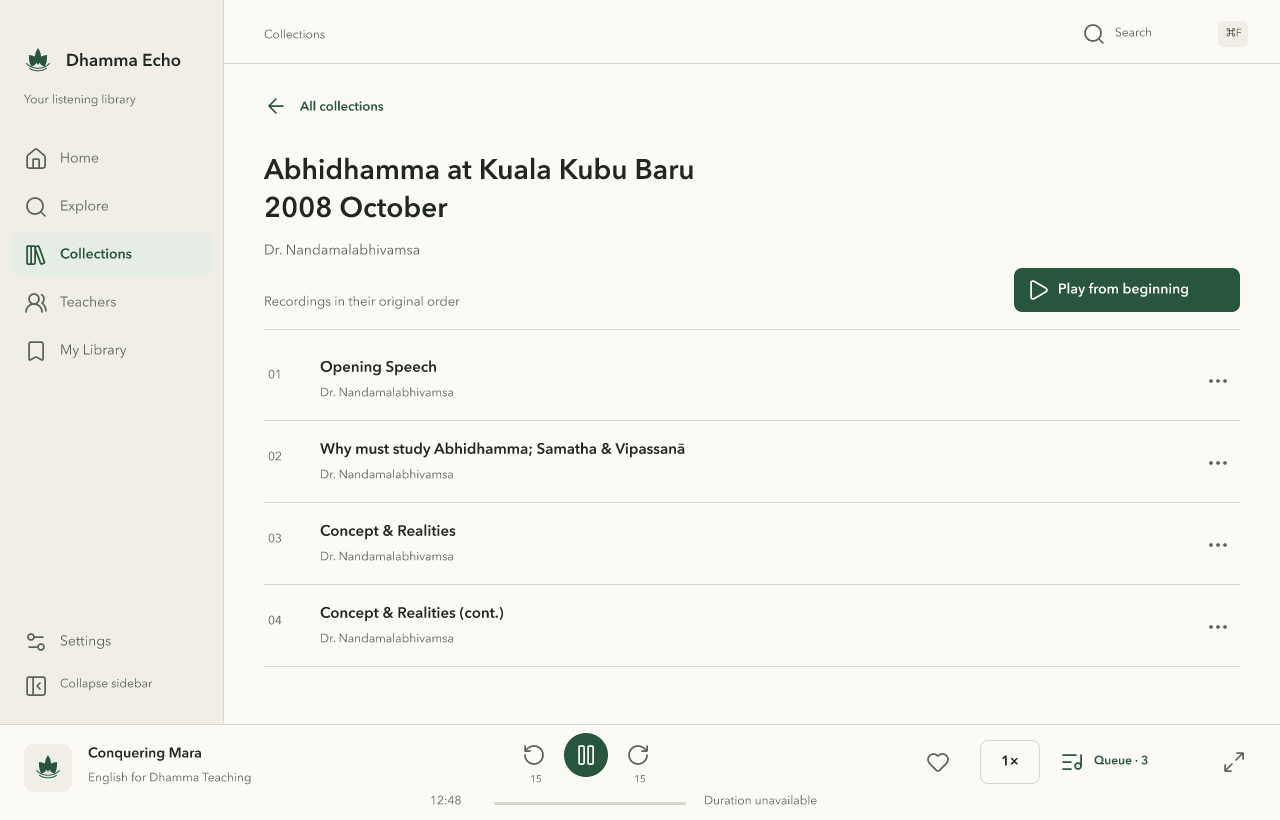 Dhamma Echo
Your listening library
Home
Explore
Collections
Teachers
My Library
Settings
Collapse sidebar
Collections
Search
⌘F
All collections
Abhidhamma at Kuala Kubu Baru
2008 October
Dr. Nandamalabhivamsa
Recordings in their original order
Play from beginning
01
Opening Speech
Dr. Nandamalabhivamsa
02
Why must study Abhidhamma; Samatha & Vipassanā
Dr. Nandamalabhivamsa
03
Concept & Realities
Dr. Nandamalabhivamsa
04
Concept & Realities (cont.)
Dr. Nandamalabhivamsa
Conquering Mara
English for Dhamma Teaching
15
15
12:48
Duration unavailable
1×
Queue · 3